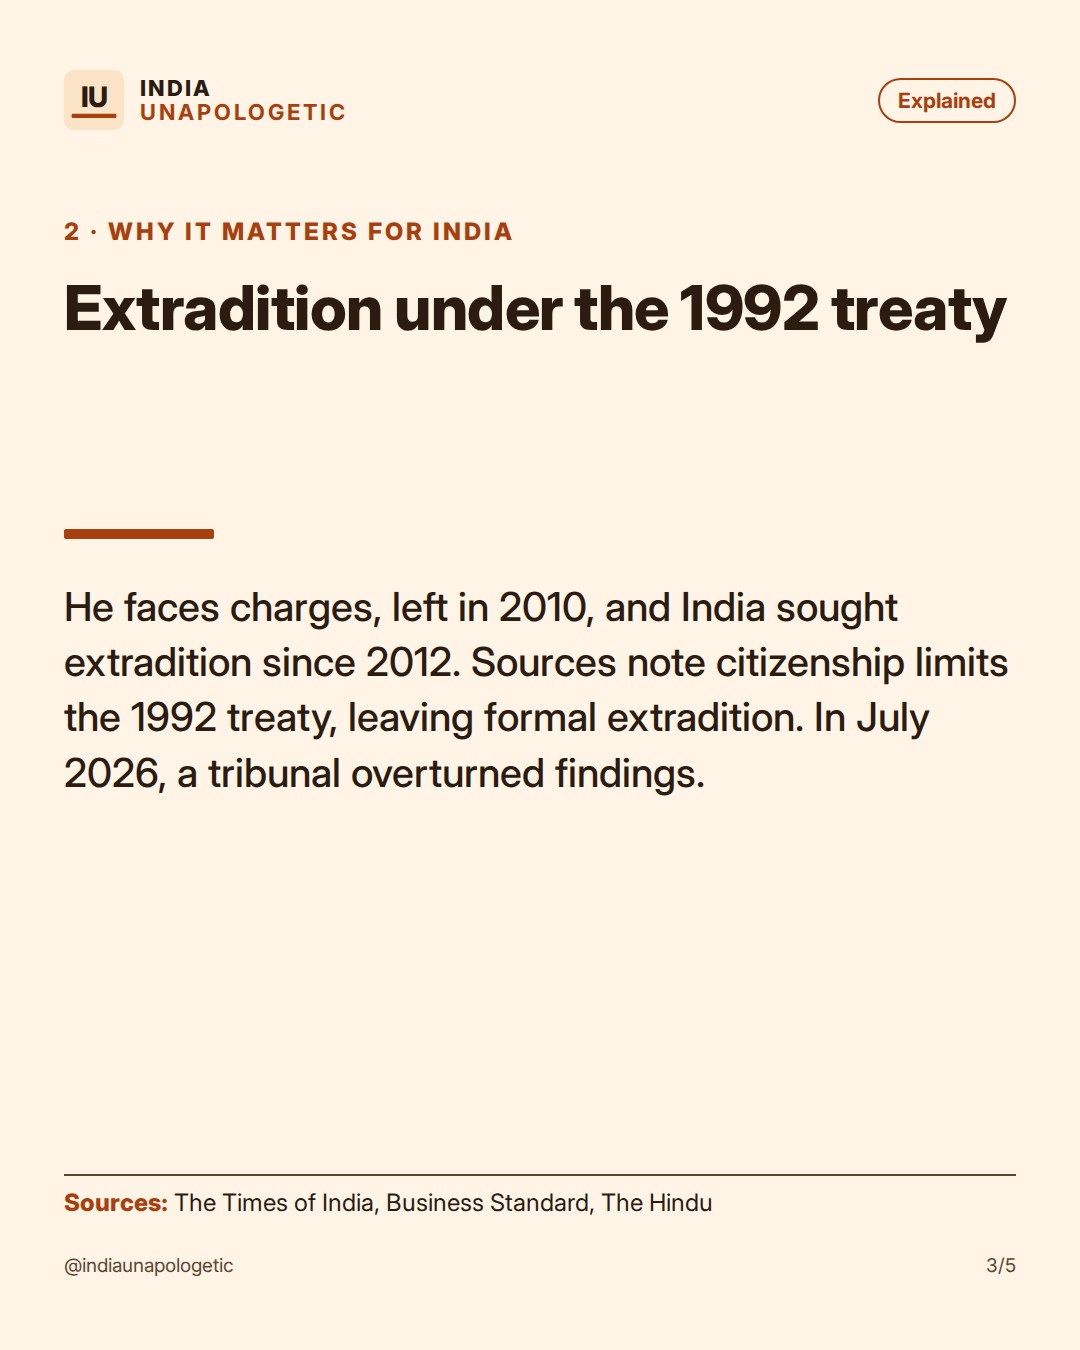 IU
INDIA
UNAPOLOGETIC
Explained
2 · WHY IT MATTERS FOR INDIA
Extradition under the 1992 treaty
He faces charges, left in 2010, and India sought
extradition since 2012. Sources note citizenship limits
the 1992 treaty, leaving formal extradition. In July
2026, a tribunal overturned findings.
Sources: The Times of India, Business Standard, The Hindu
@indiaunapologetic
3/5